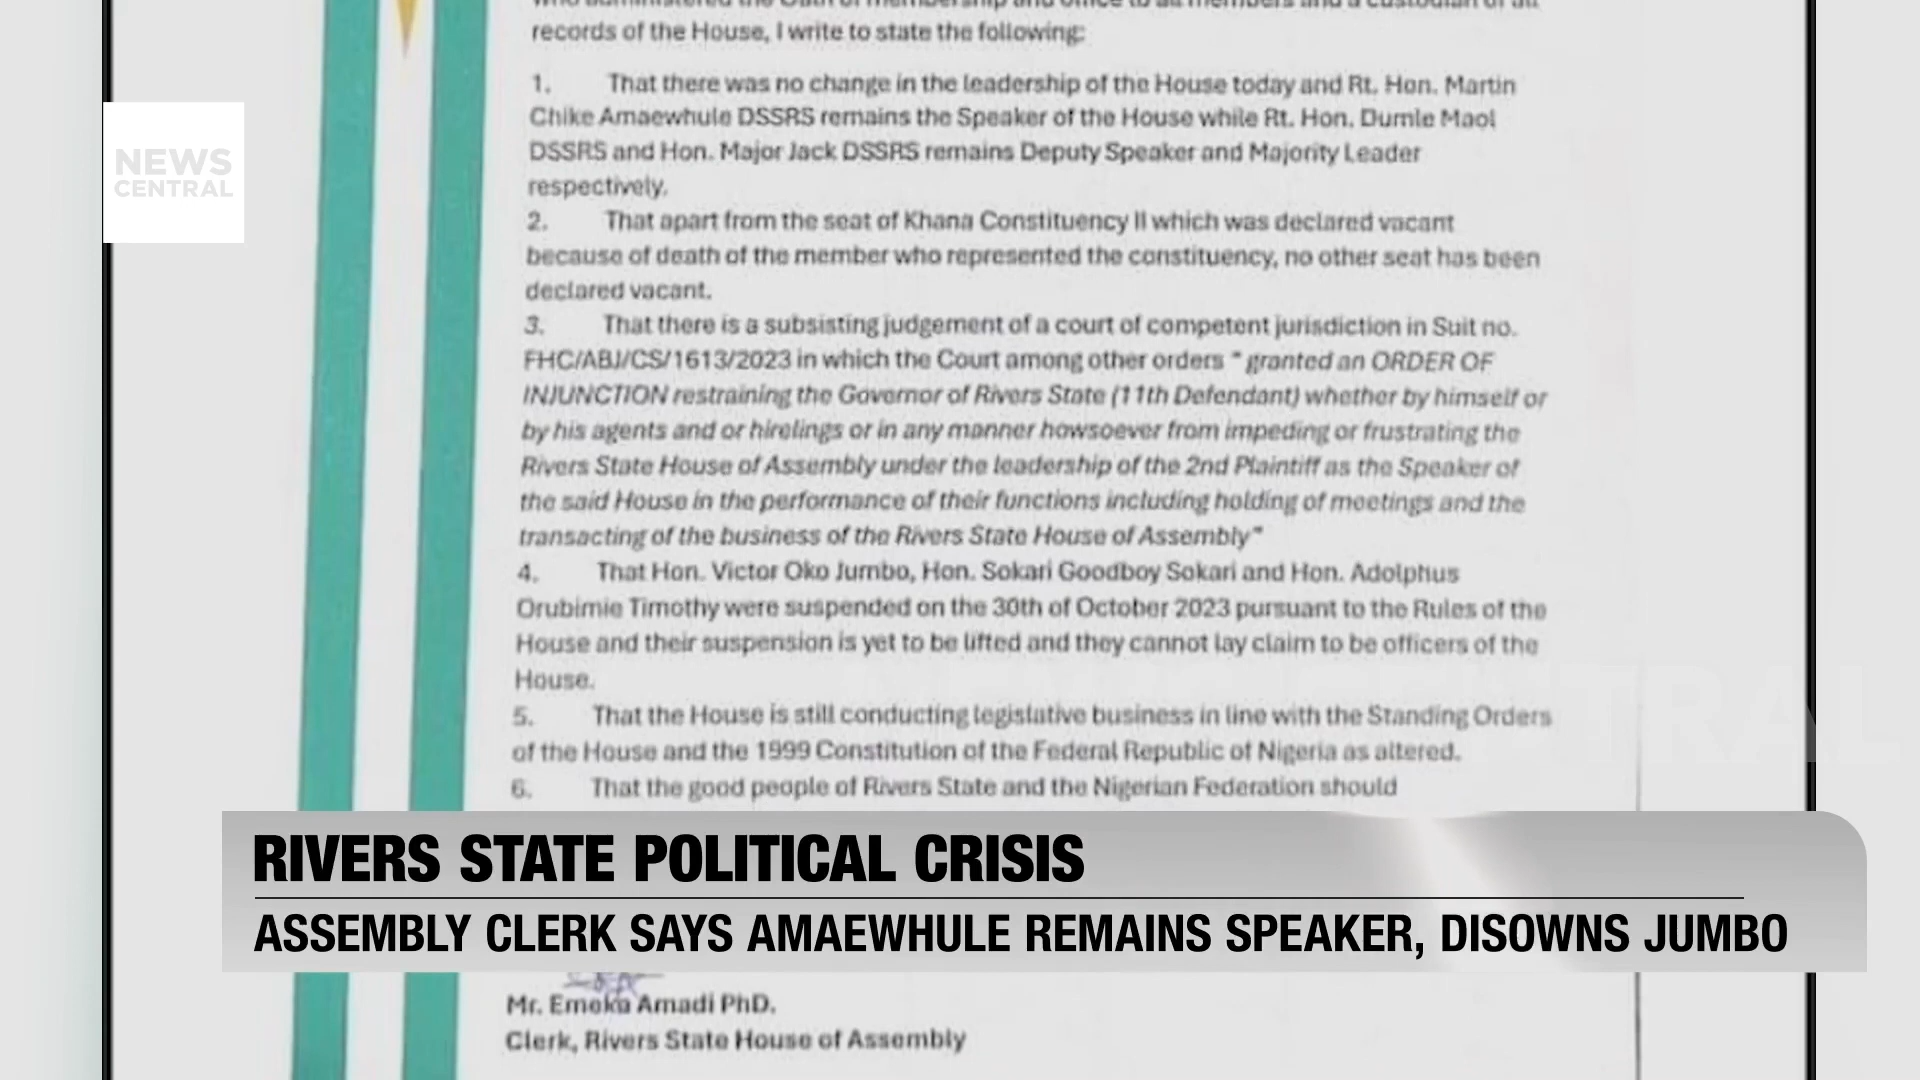 records of the House, I write to state the following:
1. That there was no change in the leadership of the House today and Rt. Hon. Martin
Chike Amaewhule DSSRS remains the Speaker of the House while Rt. Hon. Dumle Maol
DSSRS and Hon. Major Jack DSSRS remains Deputy Speaker and Majority Leader
respectively.
2. That apart from the seat of Khana Constituency II which was declared vacant
because of death of the member who represented the constituency, no other seat has been
declared vacant.
3. That there is a subsisting judgement of a court of competent jurisdiction in Suit no.
FHC/ABJ/CS/1613/2023 in which the Court among other orders " granted an ORDER OF
INJUNCTION restraining the Governor of Rivers State (11th Defendant) whether by himself or
by his agents and or hirelings or in any manner howsoever from impeding or frustrating the
Rivers State House of Assembly under the leadership of the 2nd Plaintiff as the Speaker of
the said House in the performance of their functions including holding of meetings and the
transacting of the business of the Rivers State House of Assembly"
4. That Hon. Victor Oko Jumbo, Hon. Sokari Goodboy Sokari and Hon. Adolphus
Orubimie Timothy were suspended on the 30th of October 2023 pursuant to the Rules of the
House and their suspension is yet to be lifted and they cannot lay claim to be officers of the
House.
5. That the House is still conducting legislative business in line with the Standing Orders
of the House and the 1999 Constitution of the Federal Republic of Nigeria as altered.
6. That the good people of Rivers State and the Nigerian Federation should
Mr. Emeka Amadi PhD.
Clerk, Rivers State House of Assembly
NEWS
CENTRAL
RIVERS STATE POLITICAL CRISIS
ASSEMBLY CLERK SAYS AMAEWHULE REMAINS SPEAKER, DISOWNS JUMBO